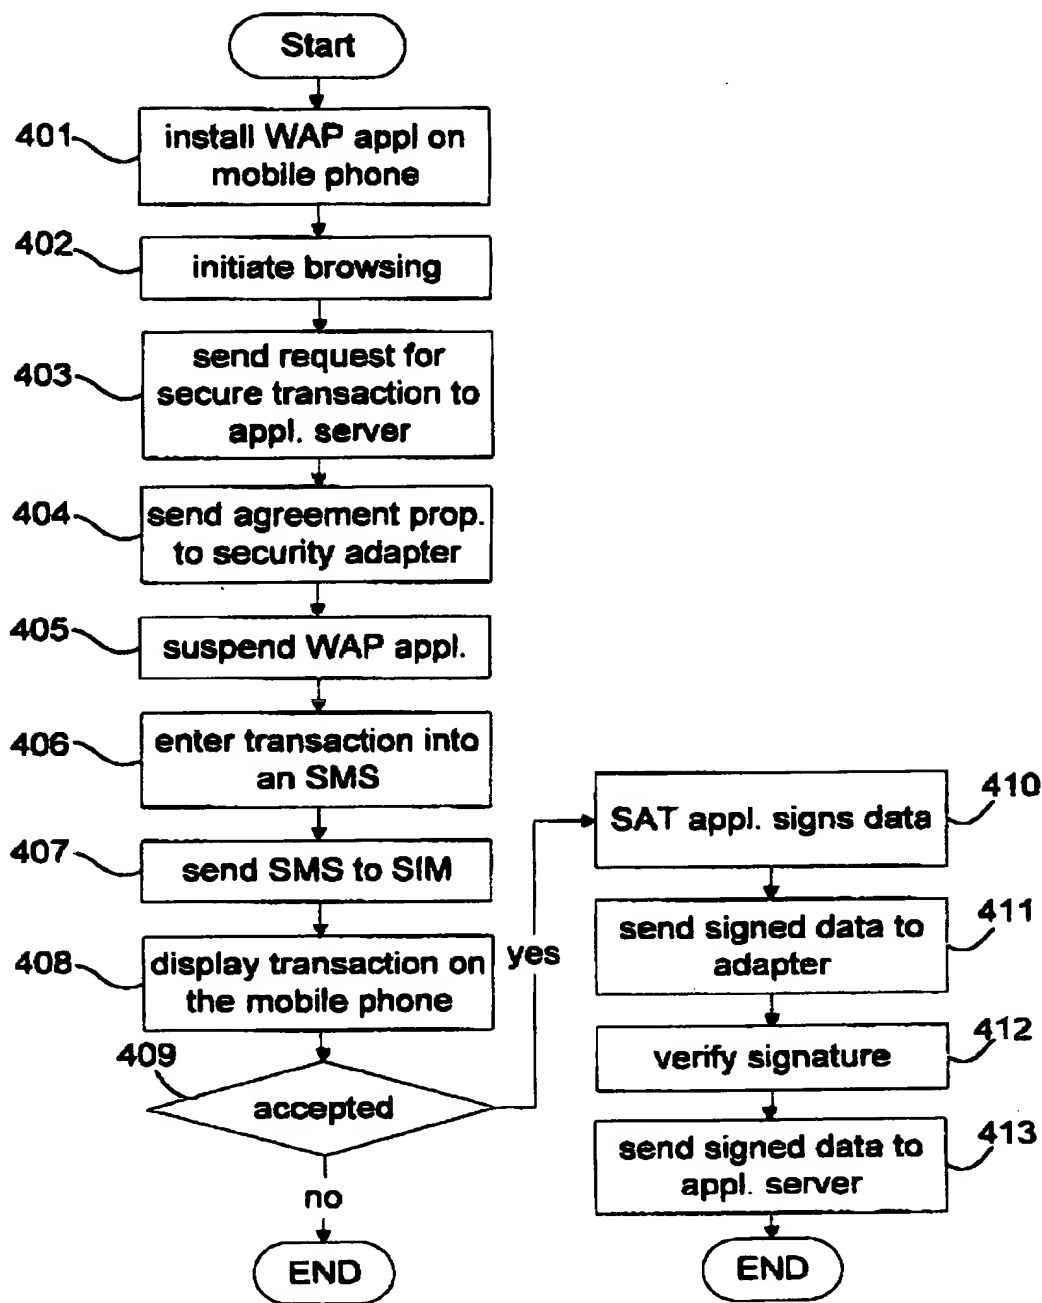 Start
401
install WAP appl on
mobile phone
402
initiate browsing
403
send request for
secure transaction to
appl. server
404
send agreement prop.
to security adapter
405
suspend WAP appl.
406
enter transaction into
an SMS
407
send SMS to SIM
408
display transaction on
the mobile phone
409
accepted
no
END
yes
SAT appl. signs data
410
send signed data to
adapter
411
verify signature
412
send signed data to
appl. server
413
END